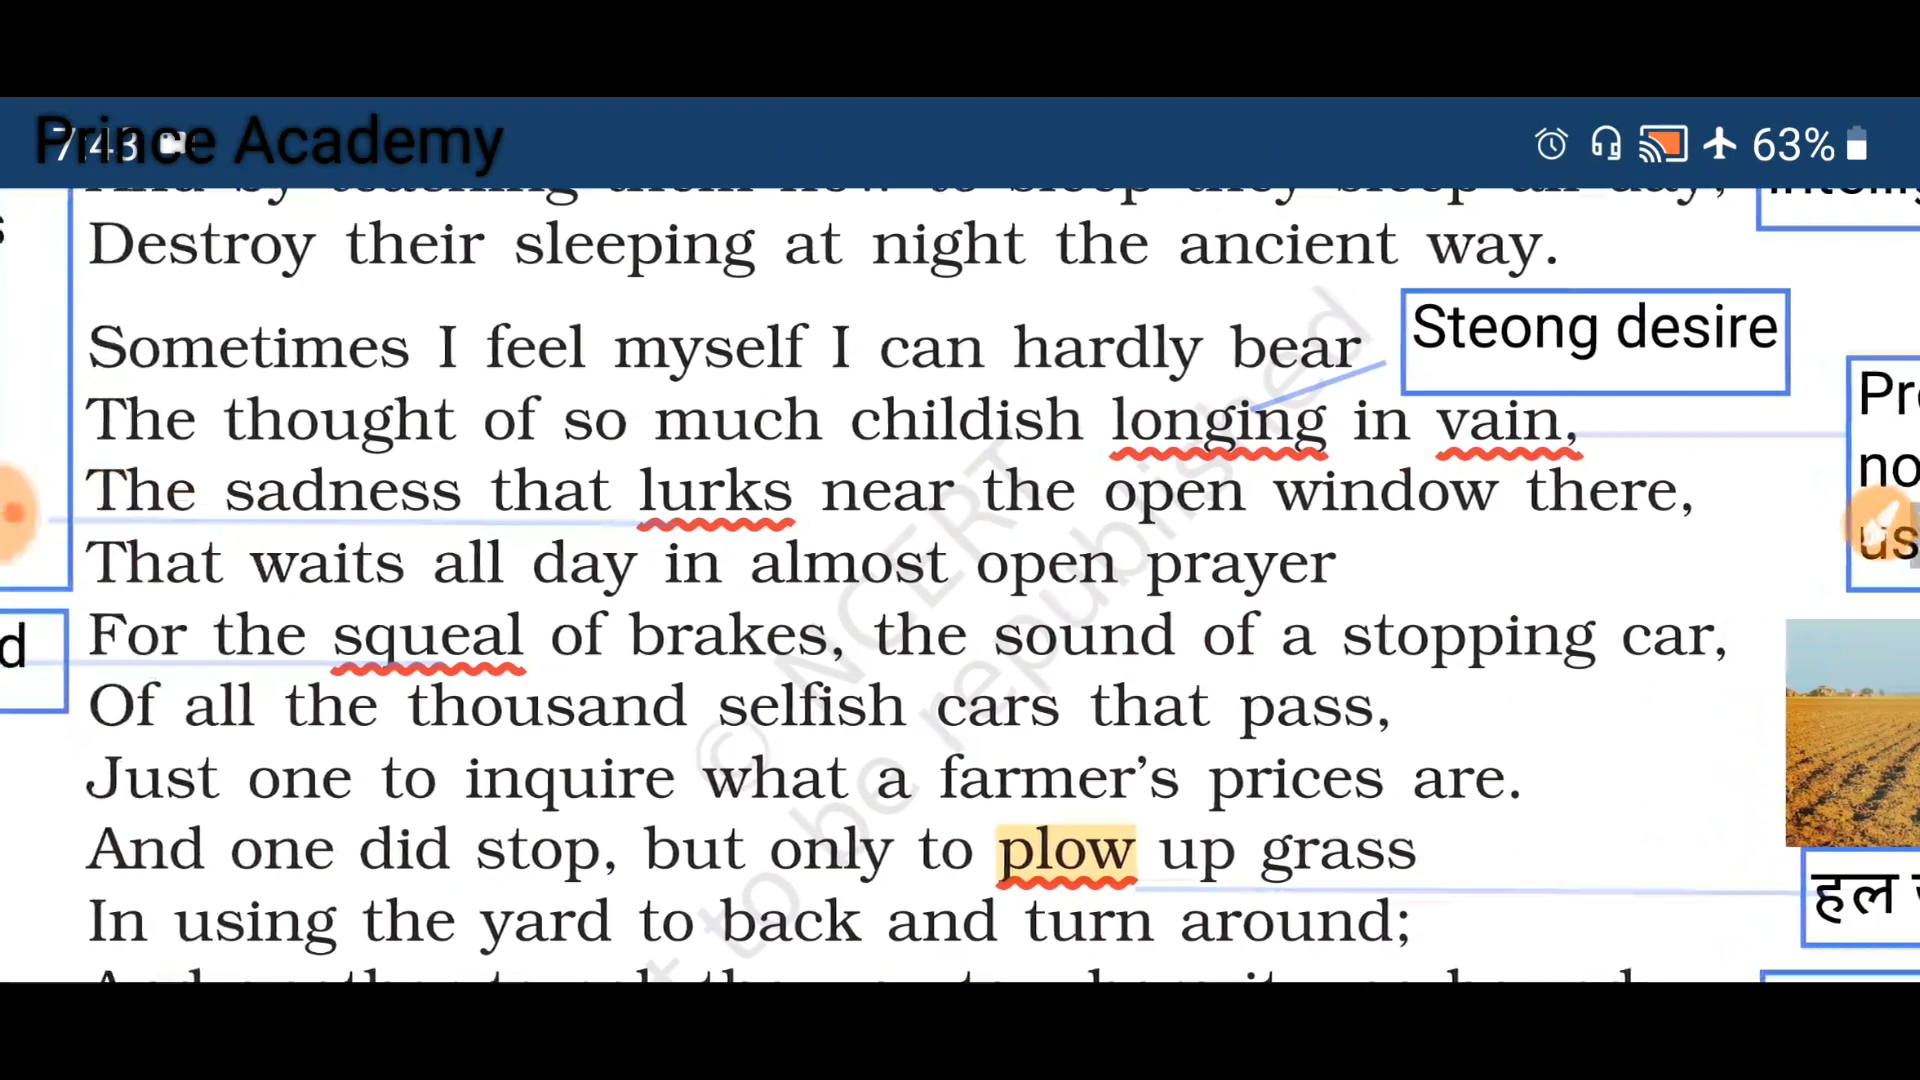 Prince Academy
7:43
63%
Destroy their sleeping at night the ancient way.
Steong desire
Sometimes I feel myself I can hardly bear
The thought of so much childish longing in vain,
The sadness that lurks near the open window there,
That waits all day in almost open prayer
For the squeal of brakes, the sound of a stopping car,
Of all the thousand selfish cars that pass,
Just one to inquire what a farmer's prices are.
And one did stop, but only to plow up grass
In using the yard to back and turn around;
हल
© NCERT
to be republished